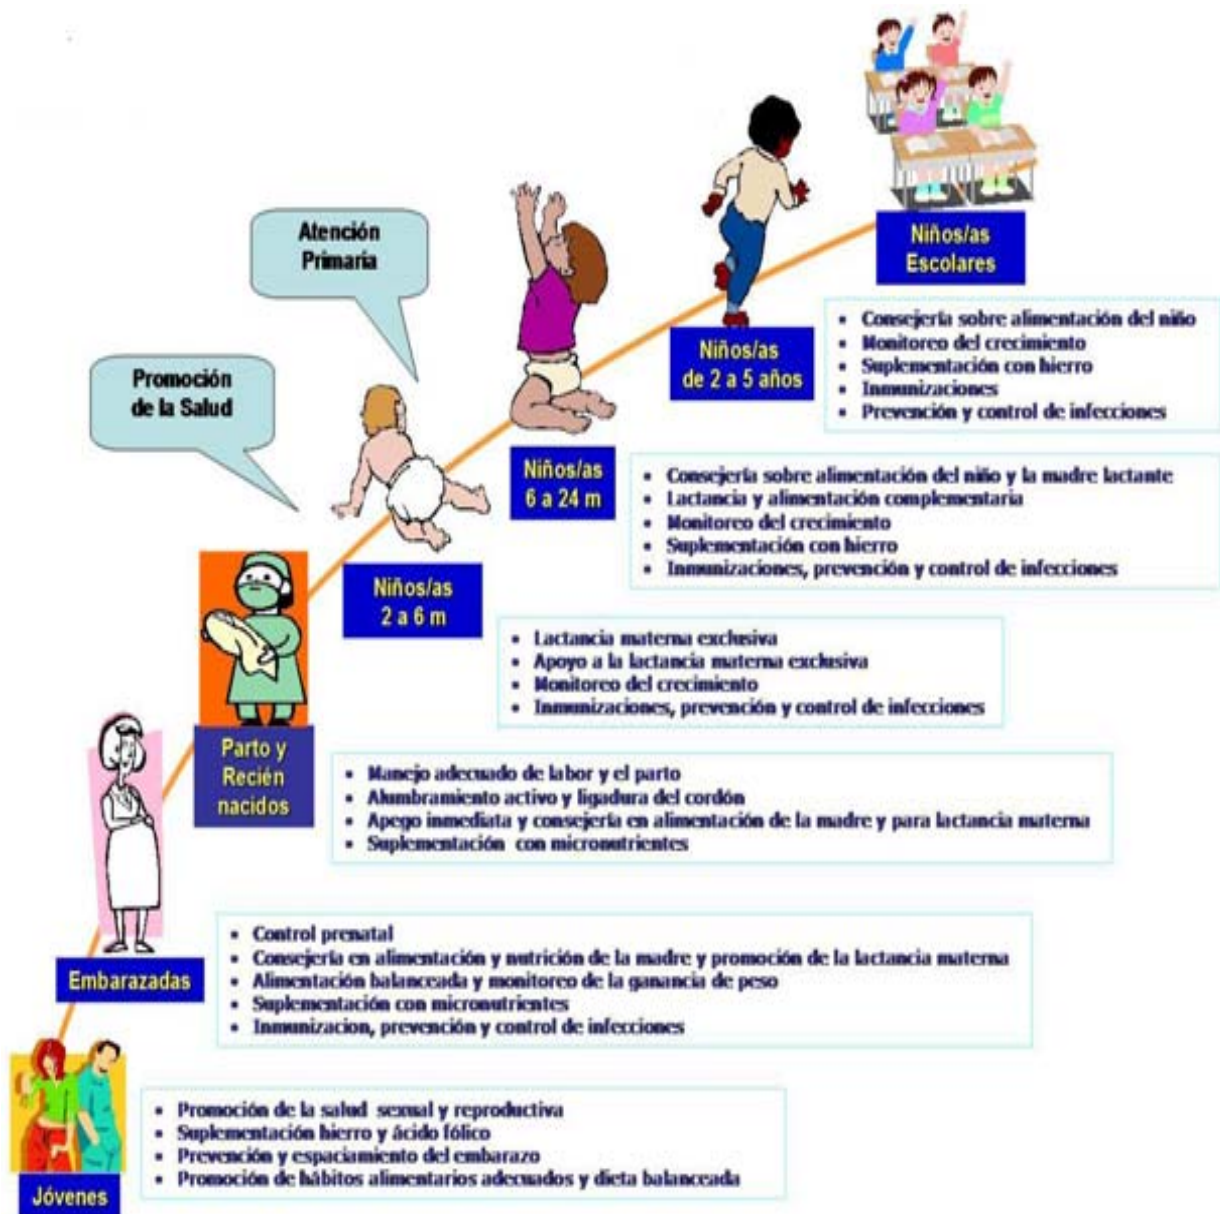 Niños/as
Escolares
Atención
Primaria
Niños/as
de 2 a 5 años
• Consejería sobre alimentación del niño
• Monitoreo del crecimiento
• Suplementación con hierro
• Inmunizaciones
• Prevención y control de infecciones
Promoción
de la Salud
Niños/as
6 a 24 m
• Consejería sobre alimentación del niño y la madre lactante
• Lactancia y alimentación complementaria
• Monitoreo del crecimiento
• Suplementación con hierro
• Inmunizaciones, prevención y control de infecciones
Niños/as
2 a 6 m
• Lactancia materna exclusiva
• Apoyo a la lactancia materna exclusiva
• Monitoreo del crecimiento
• Inmunizaciones, prevención y control de infecciones
Parto y
Recién
nacidos
• Manejo adecuado de labor y el parto
• Alumbramiento activo y ligadura del cordón
• Apego inmediata y consejería en alimentación de la madre y para lactancia materna
• Suplementación con micronutrientes
Embarazadas
• Control prenatal
• Consejería en alimentación y nutrición de la madre y promoción de la lactancia materna
• Alimentación balanceada y monitoreo de la ganancia de peso
• Suplementación con micronutrientes
• Inmunizacion, prevención y control de infecciones
Jóvenes
• Promoción de la salud sexual y reproductiva
• Suplementación hierro y ácido fólico
• Prevención y espaciamiento del embarazo
• Promoción de hábitos alimentarios adecuados y dieta balanceada